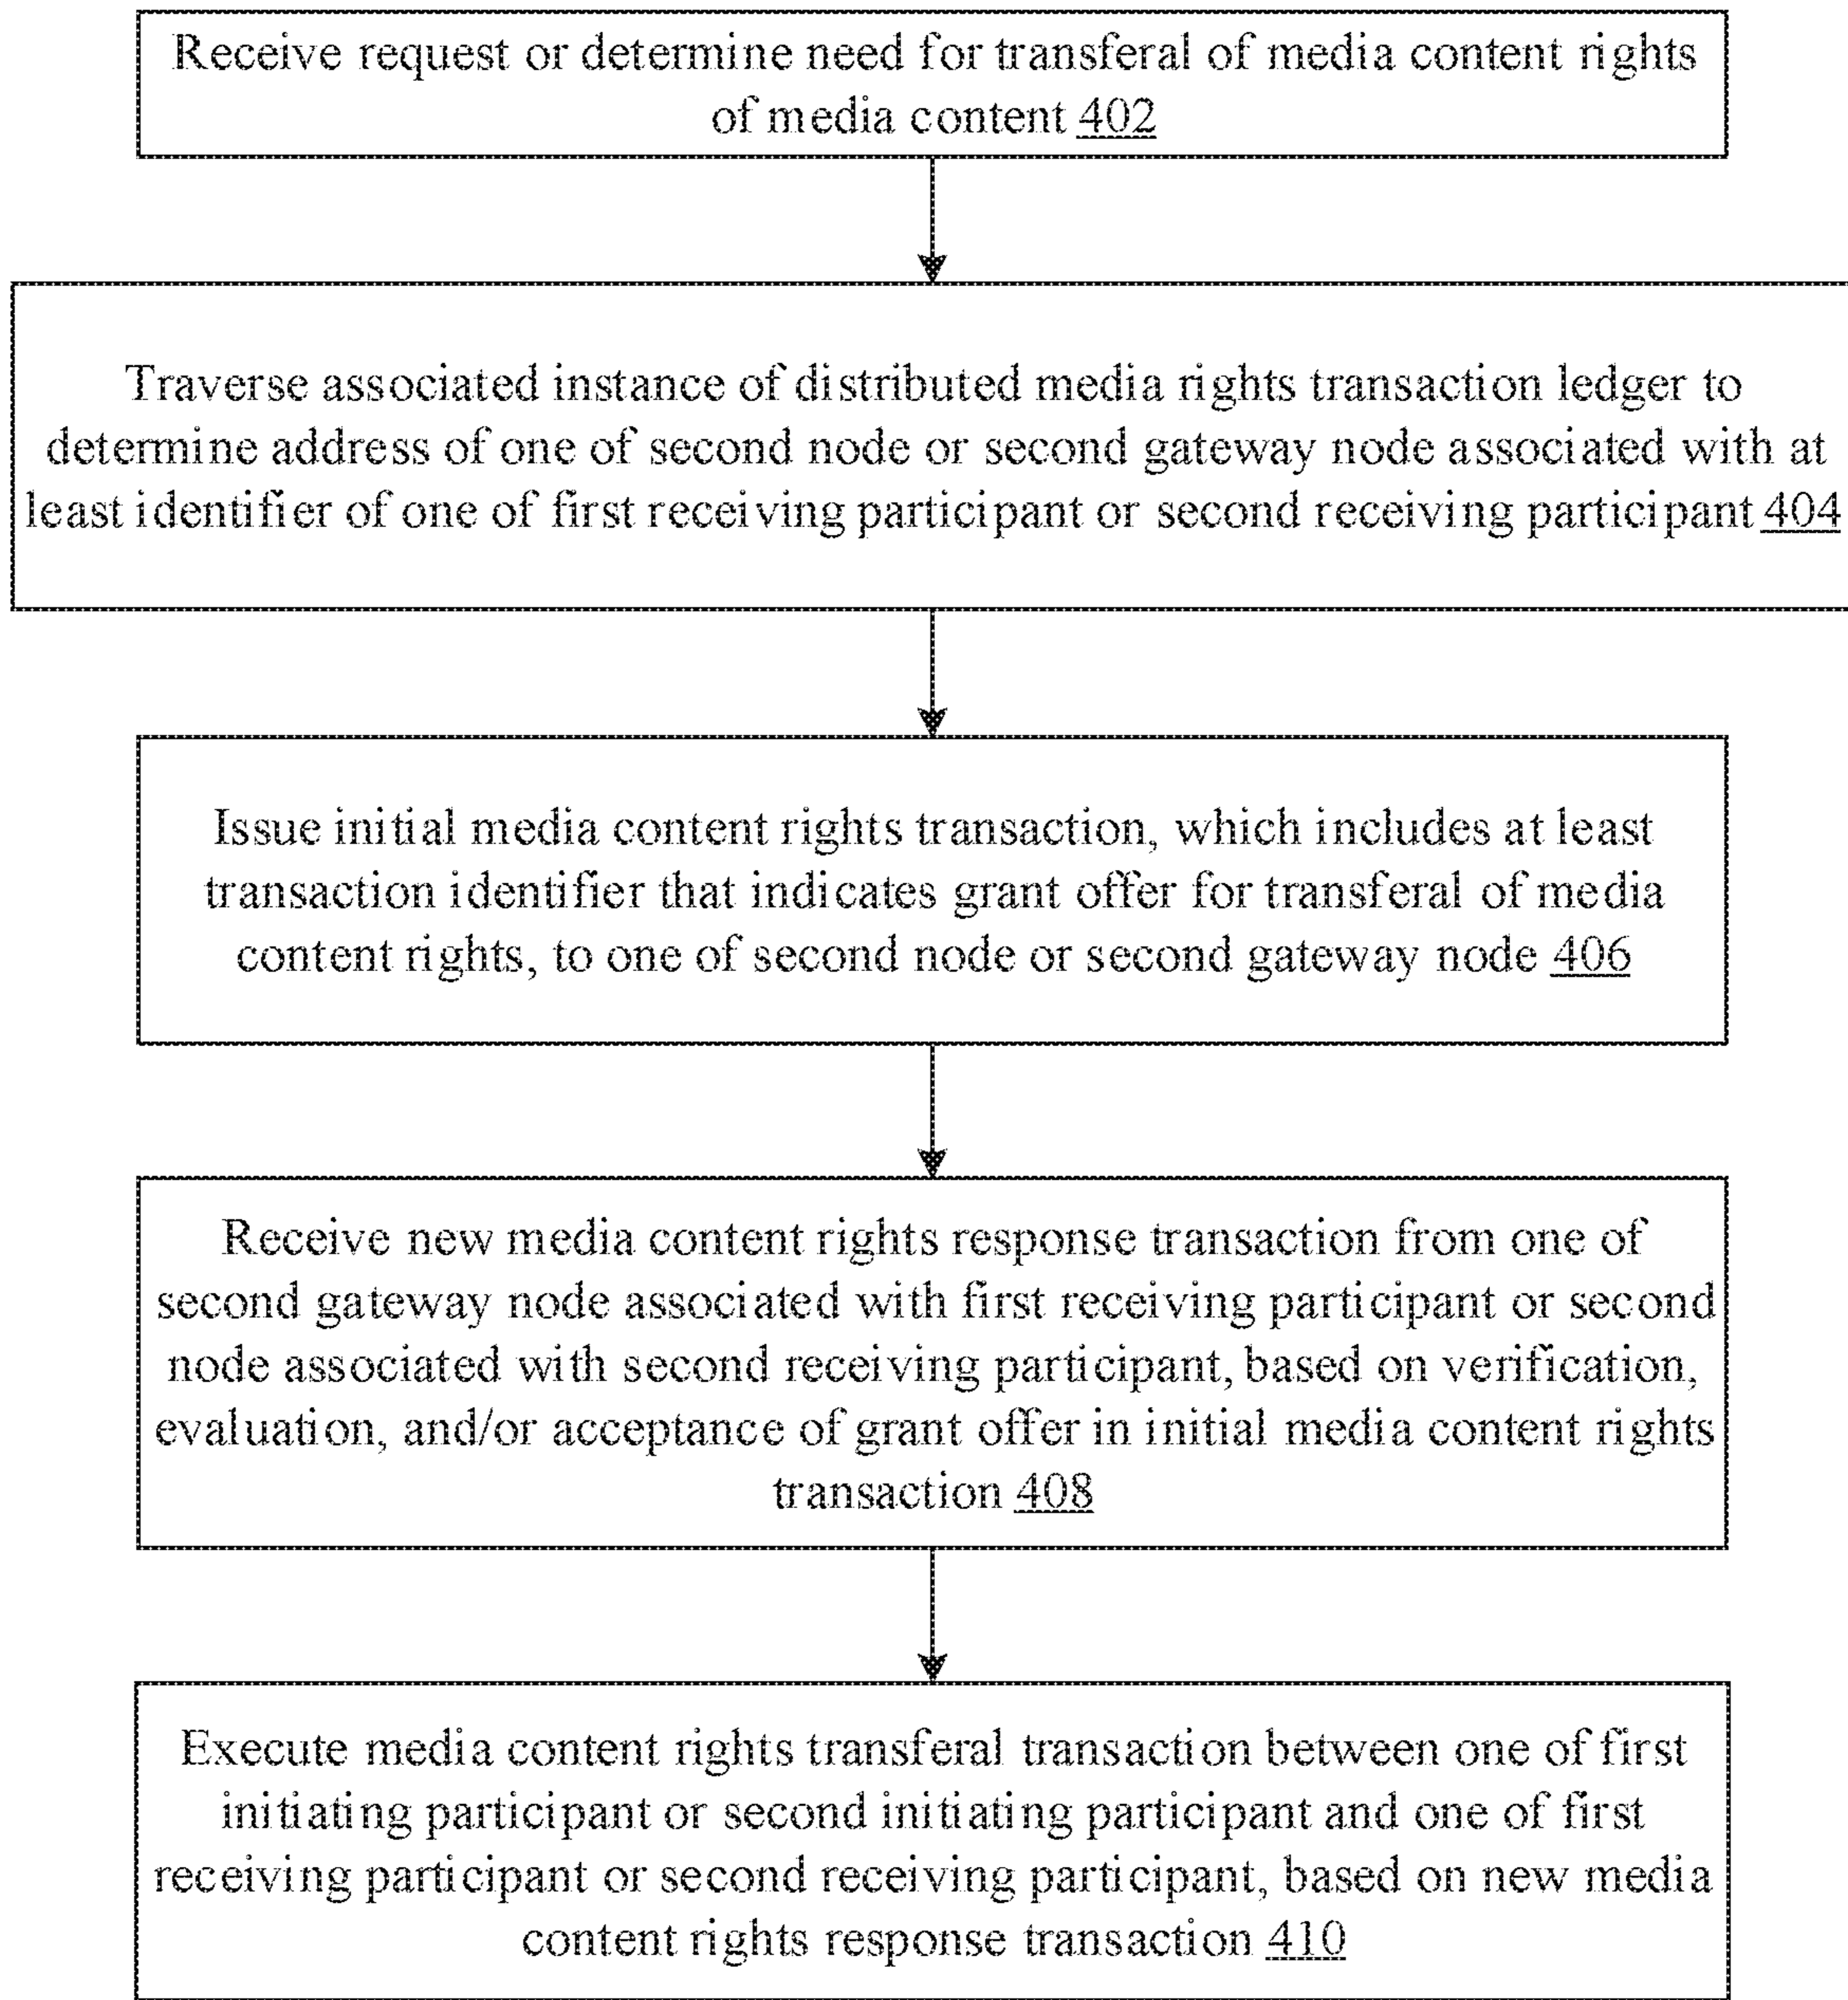 Receive request or determine need for transferal of media content rights
of media content 402
Traverse associated instance of distributed media rights transaction ledger to
determine address of one of second node or second gateway node associated with at
least identifier of one of first receiving participant or second receiving participant 404
Issue initial media content rights transaction, which includes at least
transaction identifier that indicates grant offer for transferal of media
content rights, to one of second node or second gateway node 406
Receive new media content rights response transaction from one of
second gateway node associated with first receiving participant or second
node associated with second receiving participant, based on verification,
evaluation, and/or acceptance of grant offer in initial media content rights
transaction 408
Execute media content rights transferal transaction between one of first
initiating participant or second initiating participant and one of first
receiving participant or second receiving participant, based on new media
content rights response transaction 410